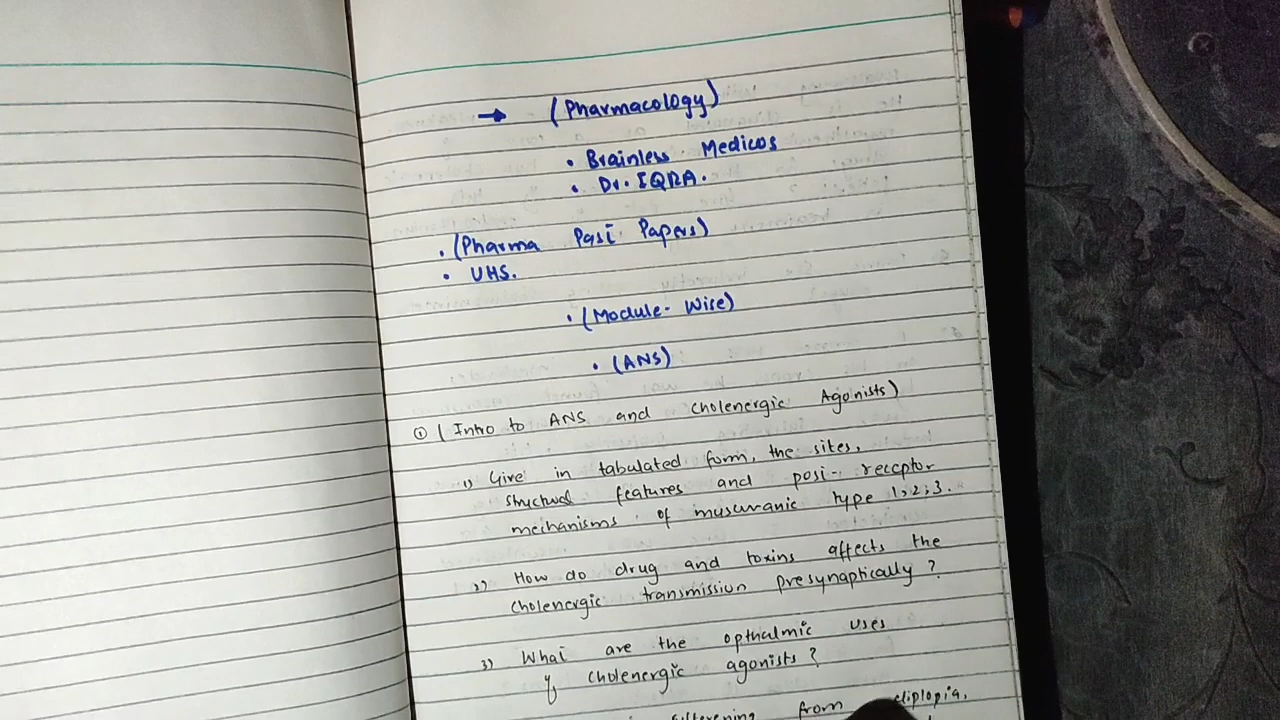 → (Pharmacology)
• Brainless Medicos
• Dr. IQRA.
• (Pharma Past Papers)
• UHS.
• (Module- Wise)
• (ANS)
① ( Intro to ANS and Cholenergic Agonists)
1) Give in tabulated form, the sites,
structual features and post- receptor
mechanisms of muscuranic type 1,2,3.
2) How do drug and toxins affects the
cholenergic transmission presynaptically?
3) What are the opthalmic uses
of cholenergic agonists?
from diplopia,